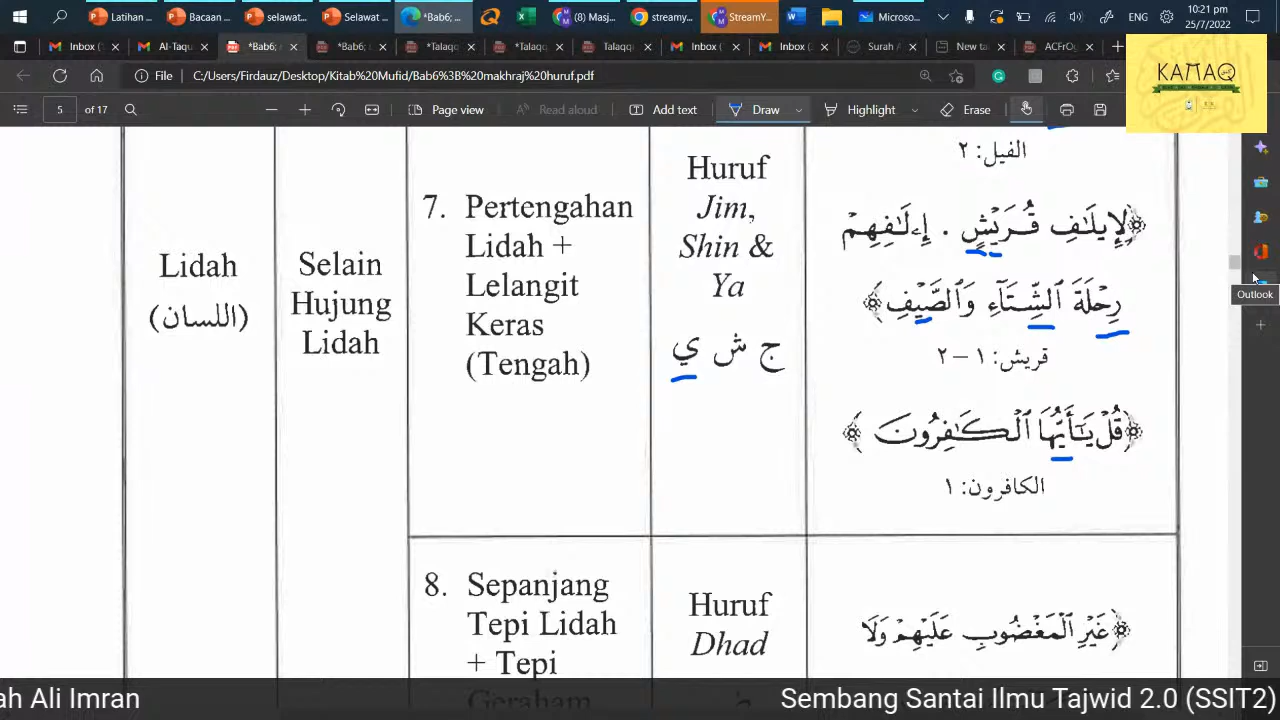 10:21 pm
25/7/2022
ENG
Latihan
Bacaan
selawat
Selawat
*Bab6;
(8) Masj
streamy
StreamY
Inbox (
Al-Taqu
*Bab6;
*Bab6;
*Talaq
*Talaq
Talaqq
Inbox (
Inbox (
Surah A
New ta
ACFrO
File
C:/Users/Firdauz/Desktop/Kitab%20Mufid/Bab6%3B%20makhraj%20huruf.pdf
KAMAQ
5 of 17
Page view
Read aloud
Add text
Draw
Highlight
Erase
الفيل: ٢
Lidah
(اللسان)
Selain
Hujung
Lidah
7. Pertengahan
Lidah +
Lelangit
Keras
(Tengah)
Huruf
Jim,
Shin &
Ya
ج ش ي
﴿لِإِيلَـٰفِ قُرَيۡشٍ . إِۦلَـٰفِهِمۡ
رِحۡلَةَ ٱلشِّتَآءِ وَٱلصَّيۡفِ﴾
قريش: ١ – ٢
﴿قُلۡ يَـٰٓأَيُّهَا ٱلۡكَـٰفِرُونَ﴾
الكافرون: ١
Outlook
8. Sepanjang
Tepi Lidah
+ Tepi
Geraham
Huruf
Dhad
﴿غَيۡرِ ٱلۡمَغۡضُوبِ عَلَيۡهِمۡ وَلَا
ah Ali Imran
Sembang Santai Ilmu Tajwid 2.0 (SSIT2)